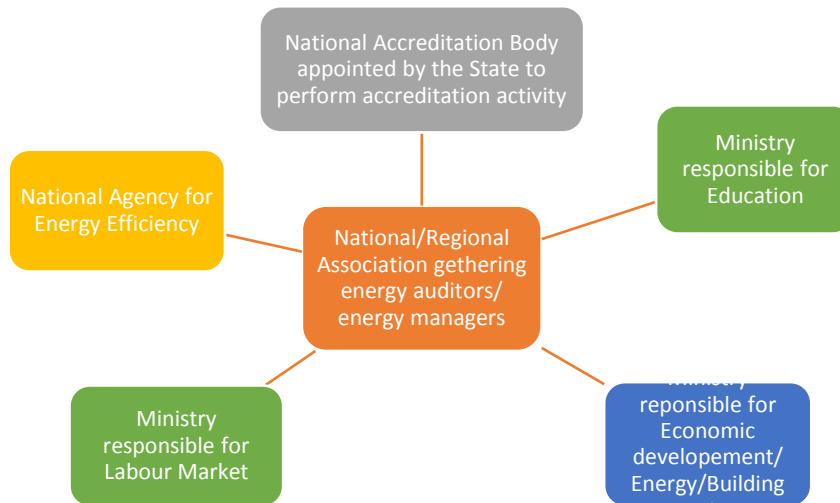 National Accreditation Body
appointed by the State to
perform accreditation activity
Ministry
responsible for
Education
National Agency for
Energy Efficiency
National/Regional
Association gethering
energy auditors/
energy managers
Ministry
responsible for
Labour Market
Ministry
reponsible for
Economic
developement/
Energy/Building